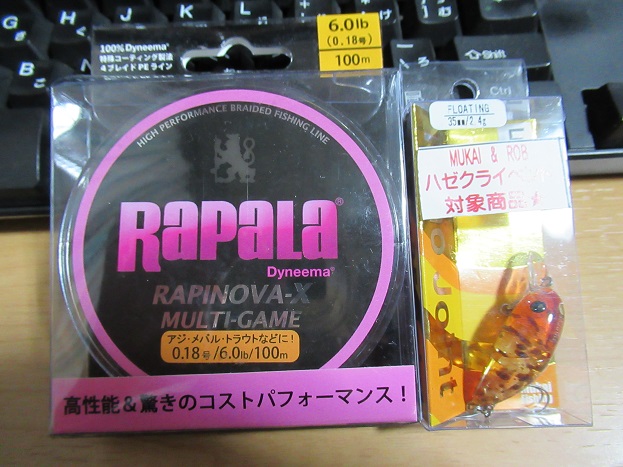 100% Dyneema®
特殊コーティング製法
4ブレイドPEライン
6.0lb
(0.18号)
100m
HIGH PERFORMANCE BRAIDED FISHING LINE
RAPALA®
Dyneema®
RAPINOVA-X
MULTI-GAME
アジ・メバル・トラウトなどに!
0.18号/6.0lb/100m
高性能&驚きのコストパフォーマンス!
FLOATING
35mm/2.4g
MUKAI & ROB
ハゼクライベント
対象商品
Shift
Ctrl